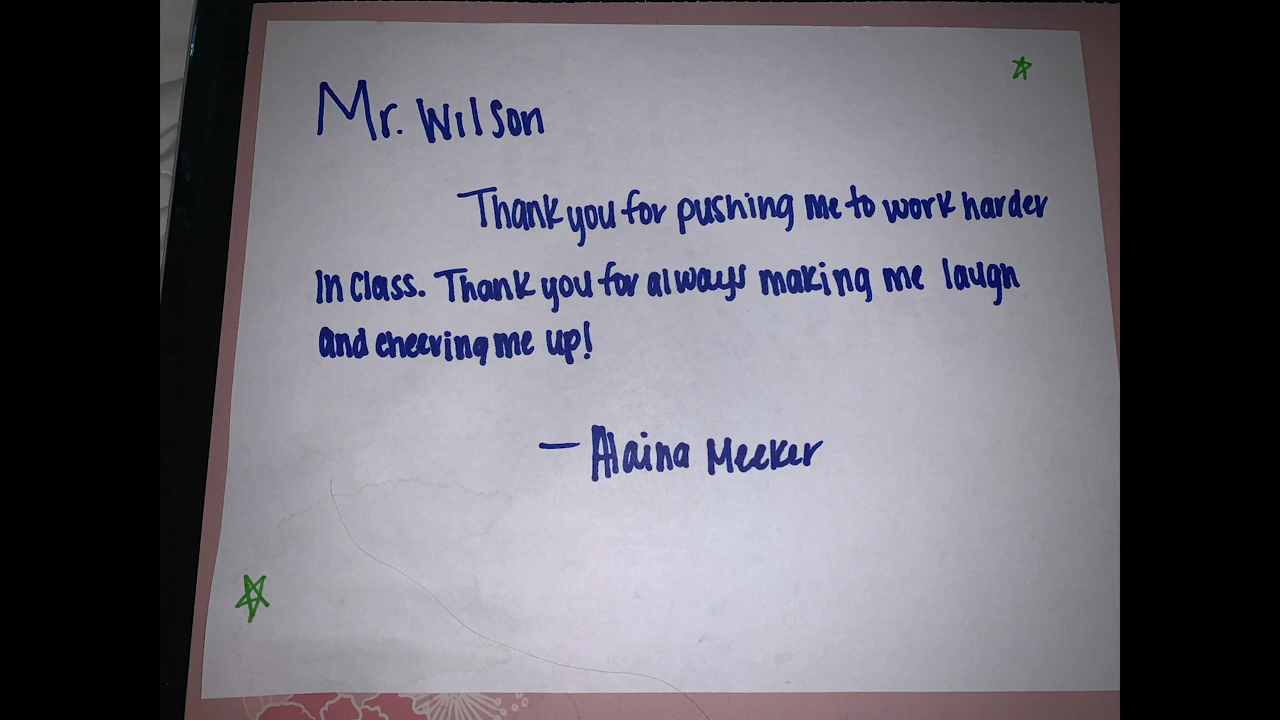 Mr. Wilson
Thank you for pushing me to work harder
In class. Thank you for always making me laugh
and cheering me up!
— Alaina Meeker